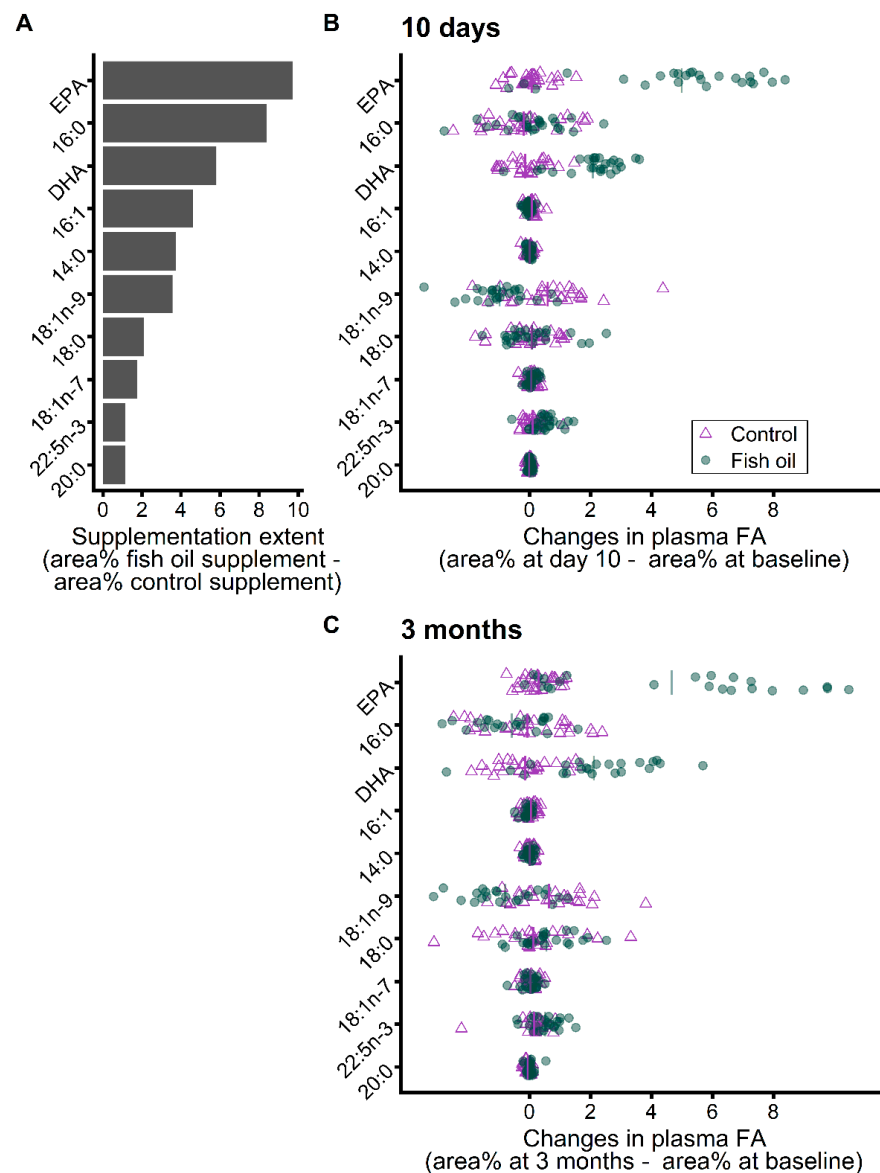 A
EPA
16:0
DHA
16:1
14:0
18:1n-9
18:0
18:1n-7
22:5n-3
20:0
0 2 4 6 8 10
Supplementation extent
(area% fish oil supplement -
area% control supplement)
B
10 days
EPA
16:0
DHA
16:1
14:0
18:1n-9
18:0
18:1n-7
22:5n-3
20:0
Control
Fish oil
0 2 4 6 8
Changes in plasma FA
(area% at day 10 - area% at baseline)
C
3 months
EPA
16:0
DHA
16:1
14:0
18:1n-9
18:0
18:1n-7
22:5n-3
20:0
0 2 4 6 8
Changes in plasma FA
(area% at 3 months - area% at baseline)